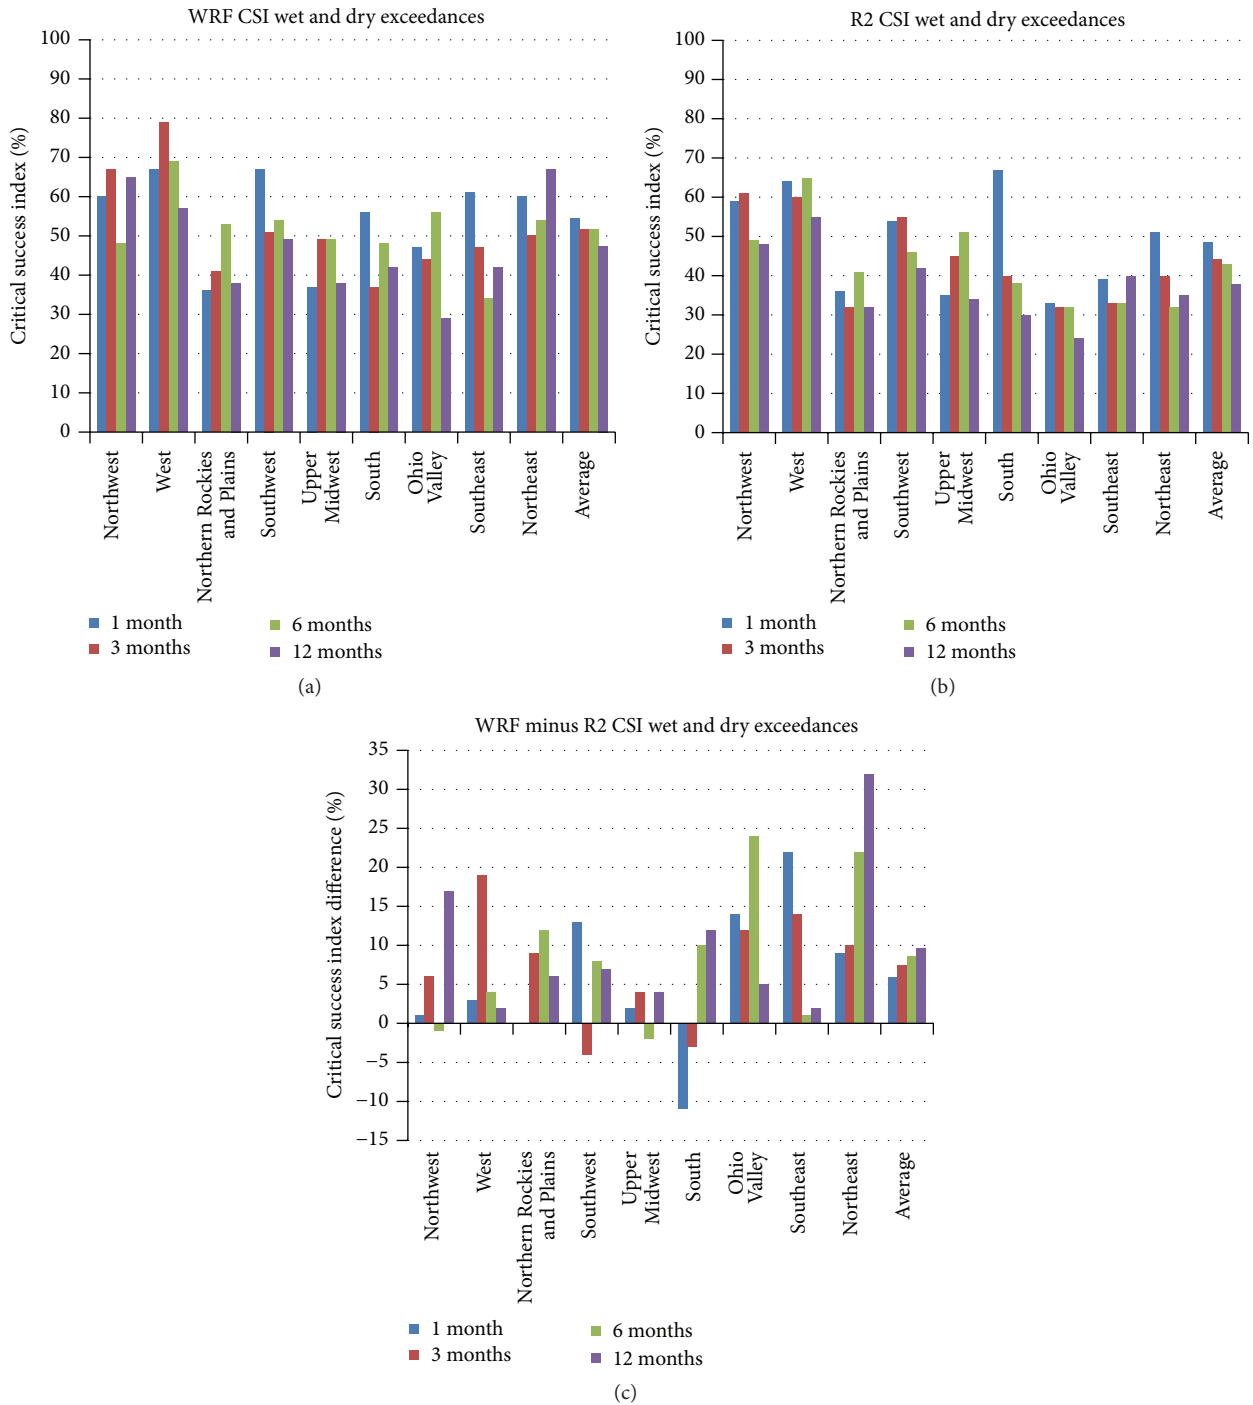 WRF CSI wet and dry exceedances
Critical success index (%)
100
90
80
70
60
50
40
30
20
10
0
Northwest
West
Northern Rockies
and Plains
Southwest
Upper
Midwest
South
Ohio
Valley
Southeast
Northeast
Average
1 month
3 months
6 months
12 months
(a)
R2 CSI wet and dry exceedances
Critical success index (%)
100
90
80
70
60
50
40
30
20
10
0
Northwest
West
Northern Rockies
and Plains
Southwest
Upper
Midwest
South
Ohio
Valley
Southeast
Northeast
Average
1 month
3 months
6 months
12 months
(b)
WRF minus R2 CSI wet and dry exceedances
Critical success index difference (%)
35
30
25
20
15
10
5
0
−5
−10
−15
Northwest
West
Northern Rockies
and Plains
Southwest
Upper
Midwest
South
Ohio
Valley
Southeast
Northeast
Average
1 month
3 months
6 months
12 months
(c)